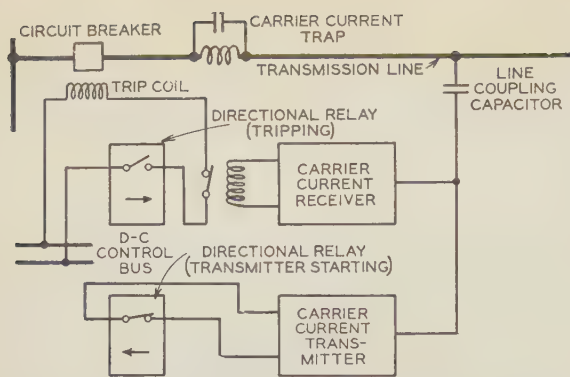 CIRCUIT BREAKER
CARRIER CURRENT
TRAP
TRANSMISSION LINE
LINE
COUPLING
CAPACITOR
TRIP COIL
DIRECTIONAL RELAY
(TRIPPING)
CARRIER
CURRENT
RECEIVER
D-C
CONTROL
BUS
DIRECTIONAL RELAY
(TRANSMITTER STARTING)
CARRIER
CURRENT
TRANS-
MITTER